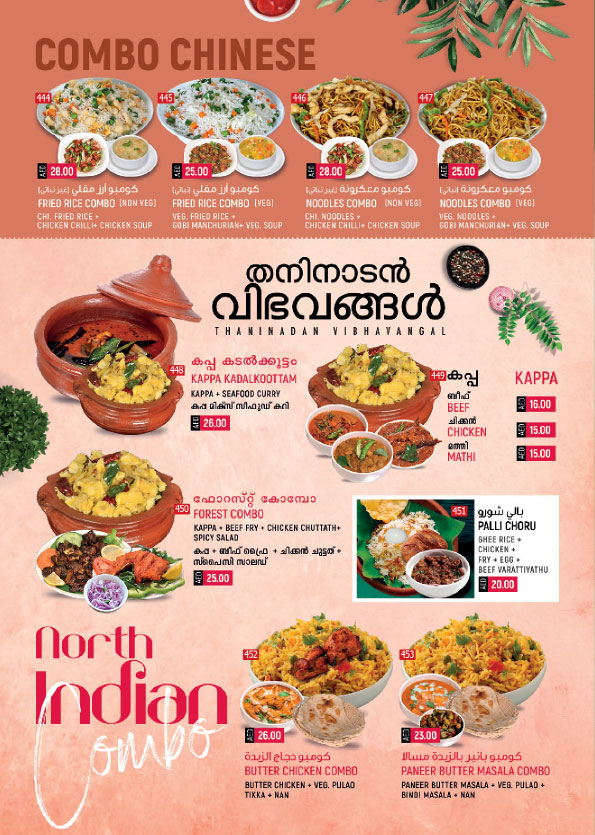 COMBO CHINESE
444
AED 28.00
كومبو أرز مقلي (غير نباتي)
FRIED RICE COMBO (NON VEG)
CHI. FRIED RICE +
CHICKEN CHILLI+ CHICKEN SOUP
445
AED 25.00
كومبو أرز مقلي (نباتي)
FRIED RICE COMBO (VEG)
VEG. FRIED RICE +
GOBI MANCHURIAN+ VEG. SOUP
446
AED 28.00
كومبو معكرونة (غير نباتي)
NOODLES COMBO (NON VEG)
CHI. NOODLES +
CHICKEN CHILLI+ CHICKEN SOUP
447
AED 25.00
كومبو معكرونة (نباتي)
NOODLES COMBO (VEG)
VEG. NOODLES +
GOBI MANCHURIAN+ VEG. SOUP
തനിനാടൻ
വിഭവങ്ങൾ
THANINADAN VIBHAVANGAL
448
കപ്പ കടൽക്കൂട്ടം
KAPPA KADALKOOTTAM
KAPPA + SEAFOOD CURRY
കപ്പ മിക്സ് സീഫുഡ് കറി
AED 26.00
449
കപ്പ KAPPA
ബീഫ്
BEEF AED 16.00
ചിക്കൻ
CHICKEN AED 15.00
മത്തി
MATHI AED 15.00
450
ഫോറസ്റ്റ് കോമ്പോ
FOREST COMBO
KAPPA + BEEF FRY + CHICKEN CHUTTATH+
SPICY SALAD
കപ്പ + ബീഫ് ഫ്രൈ + ചിക്കൻ ചുട്ടത് +
സ്പൈസി സാലഡ്
AED 25.00
451
بالي شورو
PALLI CHORU
GHEE RICE +
CHICKEN +
FRY + EGG +
BEEF VARATTIYATHU
AED 20.00
North
Indian
Combo
452
AED 26.00
كومبو دجاج الزبدة
BUTTER CHICKEN COMBO
BUTTER CHICKEN + VEG. PULAO
TIKKA + NAN
453
AED 23.00
كومبو بانير بالزبدة مسالا
PANEER BUTTER MASALA COMBO
PANEER BUTTER MASALA + VEG. PULAO +
BINDI MASALA + NAN